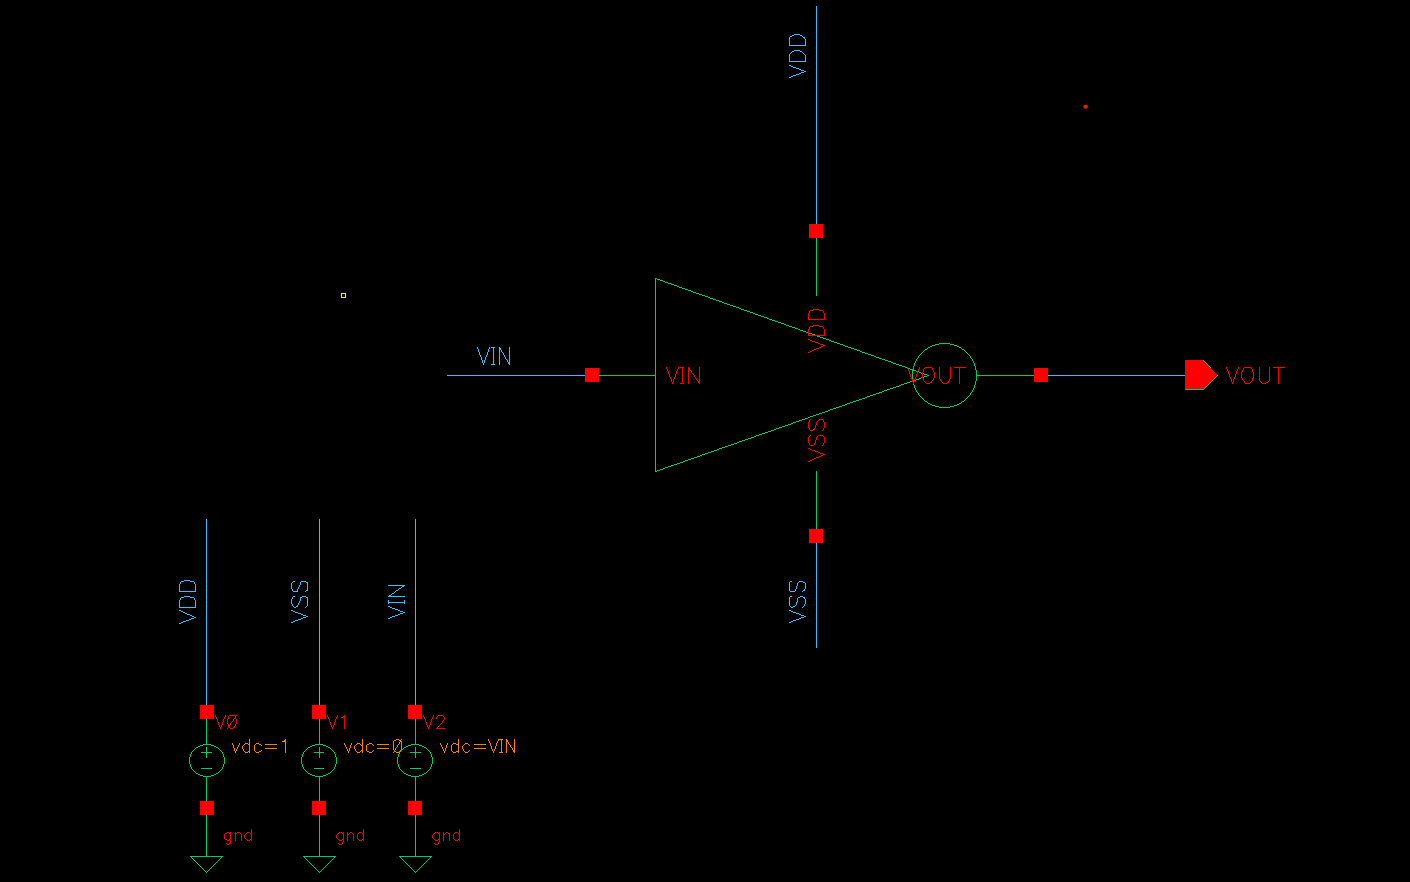 VDD
VDD
VIN
VIN
VOUT
VOUT
VSS
VSS
VDD
VSS
VIN
V0
V1
V2
vdc=1
vdc=0
vdc=VIN
gnd
gnd
gnd